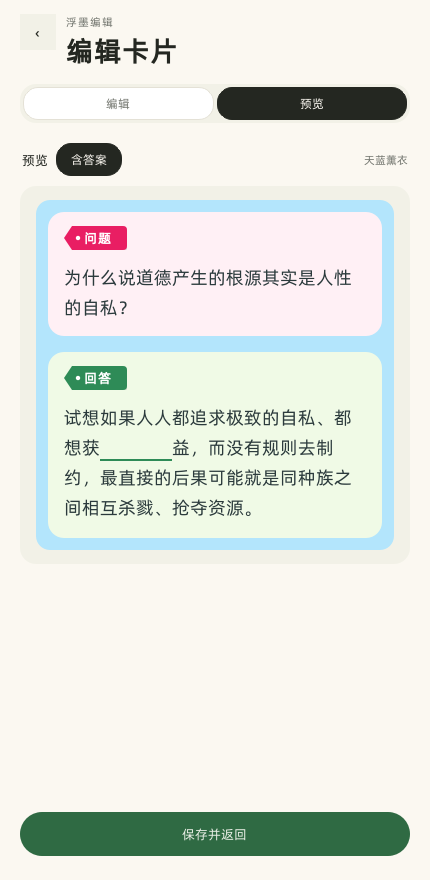 ‹
浮墨编辑
编辑卡片
编辑
预览
预览
含答案
天蓝薰衣
• 问题
为什么说道德产生的根源其实是人性
的自私？
• 回答
试想如果人人都追求极致的自私、都
想获________益，而没有规则去制
约，最直接的后果可能就是同种族之
间相互杀戮、抢夺资源。
保存并返回